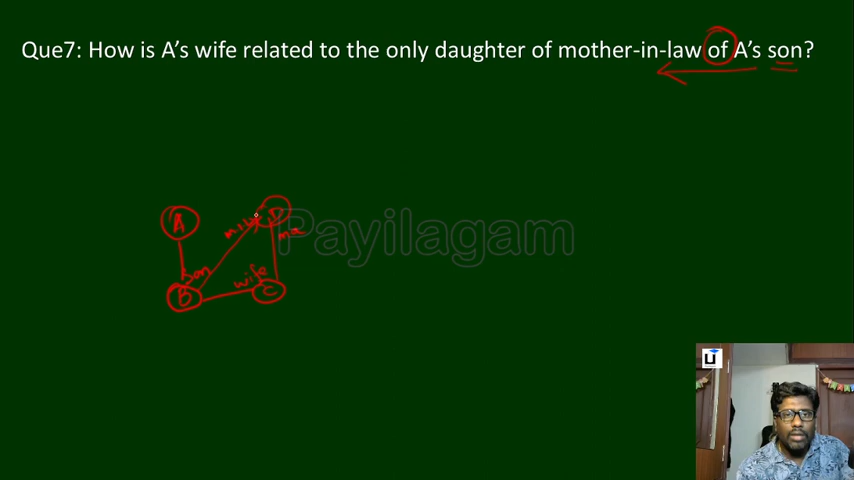 Que7: How is A's wife related to the only daughter of mother-in-law of A's son?
A
D
Payilagam
ma
son
wife
B
C
U